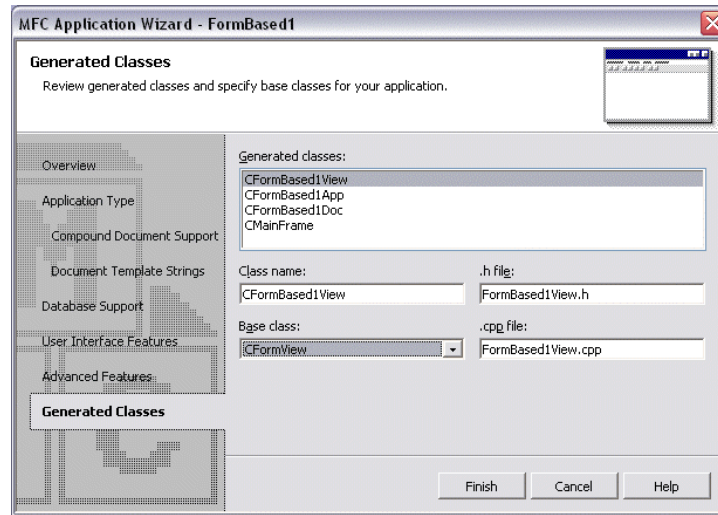 MFC Application Wizard - FormBased1
Generated Classes
Review generated classes and specify base classes for your application.
Overview
Application Type
Compound Document Support
Document Template Strings
Database Support
User Interface Features
Advanced Features
Generated Classes
Generated classes:
CFormBased1View
CFormBased1App
CFormBased1Doc
CMainFrame
Class name:
.h file:
CFormBased1View
FormBased1View.h
Base class:
.cpp file:
CFormView
FormBased1View.cpp
Finish
Cancel
Help